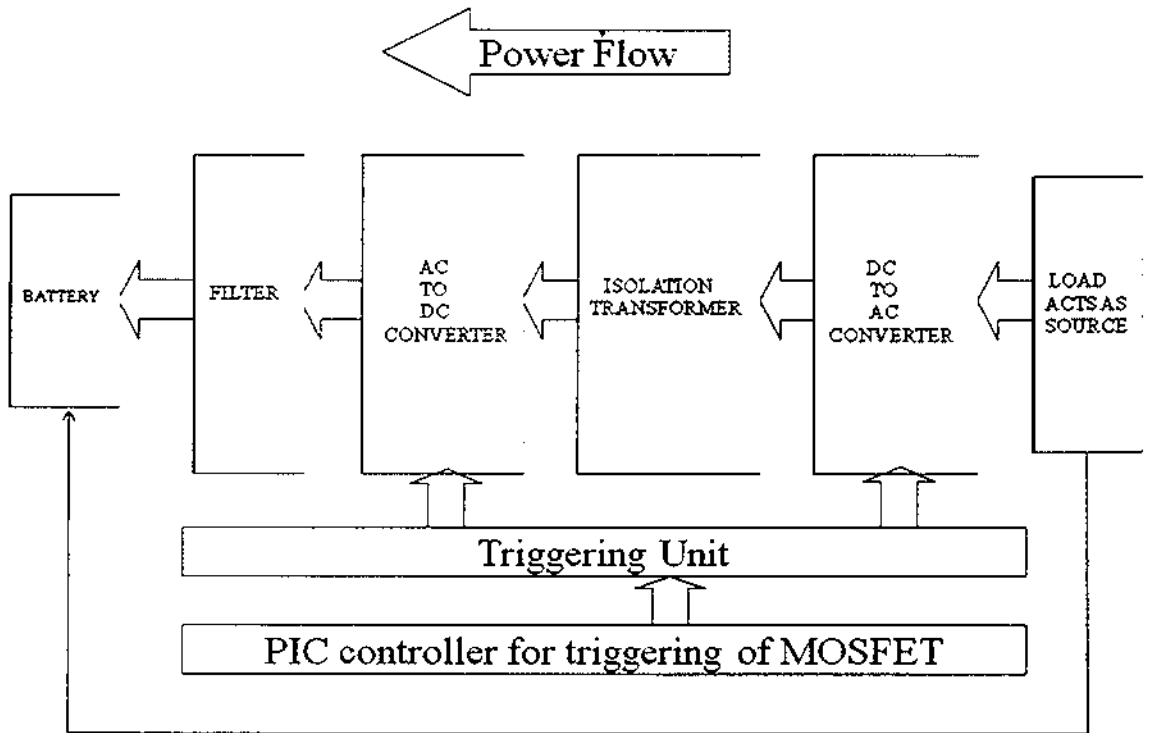 Power Flow
BATTERY
FILTER
AC
TO
DC
CONVERTER
ISOLATION
TRANSFORMER
DC
TO
AC
CONVERTER
LOAD
ACTS AS
SOURCE
Triggering Unit
PIC controller for triggering of MOSFET